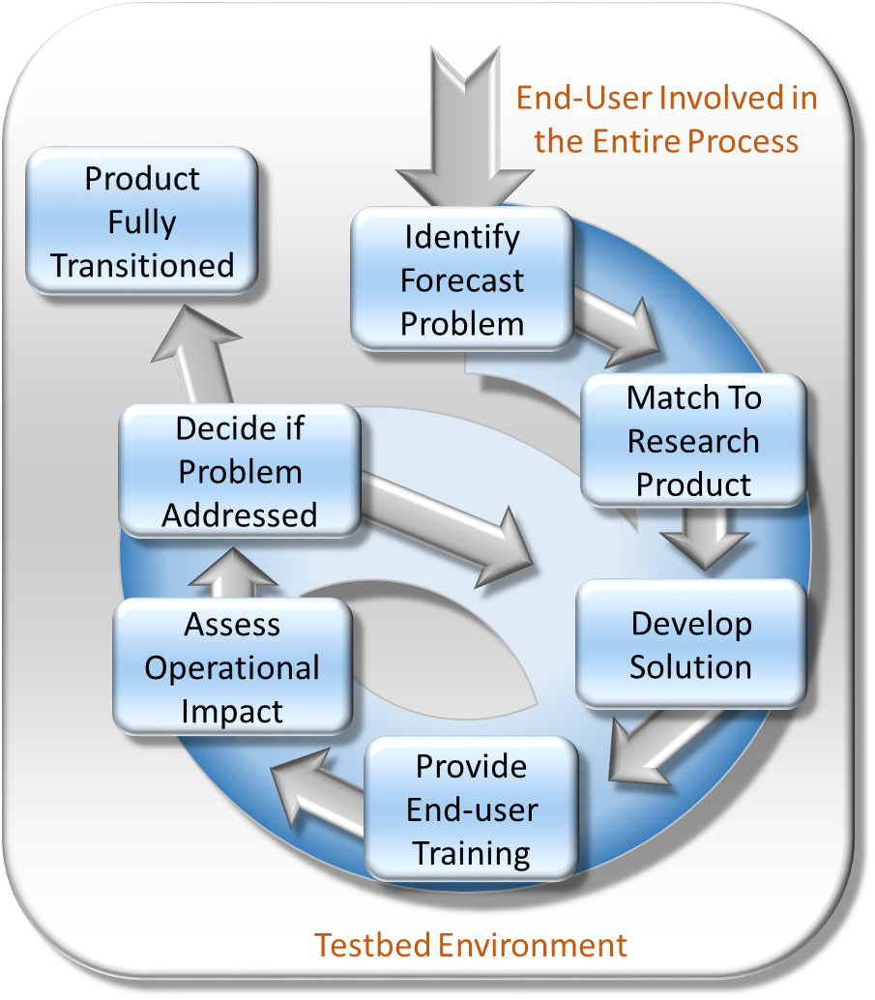 End-User Involved in
the Entire Process
Product
Fully
Transitioned
Identify
Forecast
Problem
Match To
Research
Product
Decide if
Problem
Addressed
Develop
Solution
Assess
Operational
Impact
Provide
End-user
Training
Testbed Environment